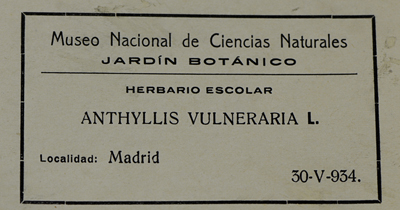 Museo Nacional de Ciencias Naturales
JARDÍN BOTÁNICO
HERBARIO ESCOLAR
ANTHYLLIS VULNERARIA L.
Localidad: Madrid
30-V-934.